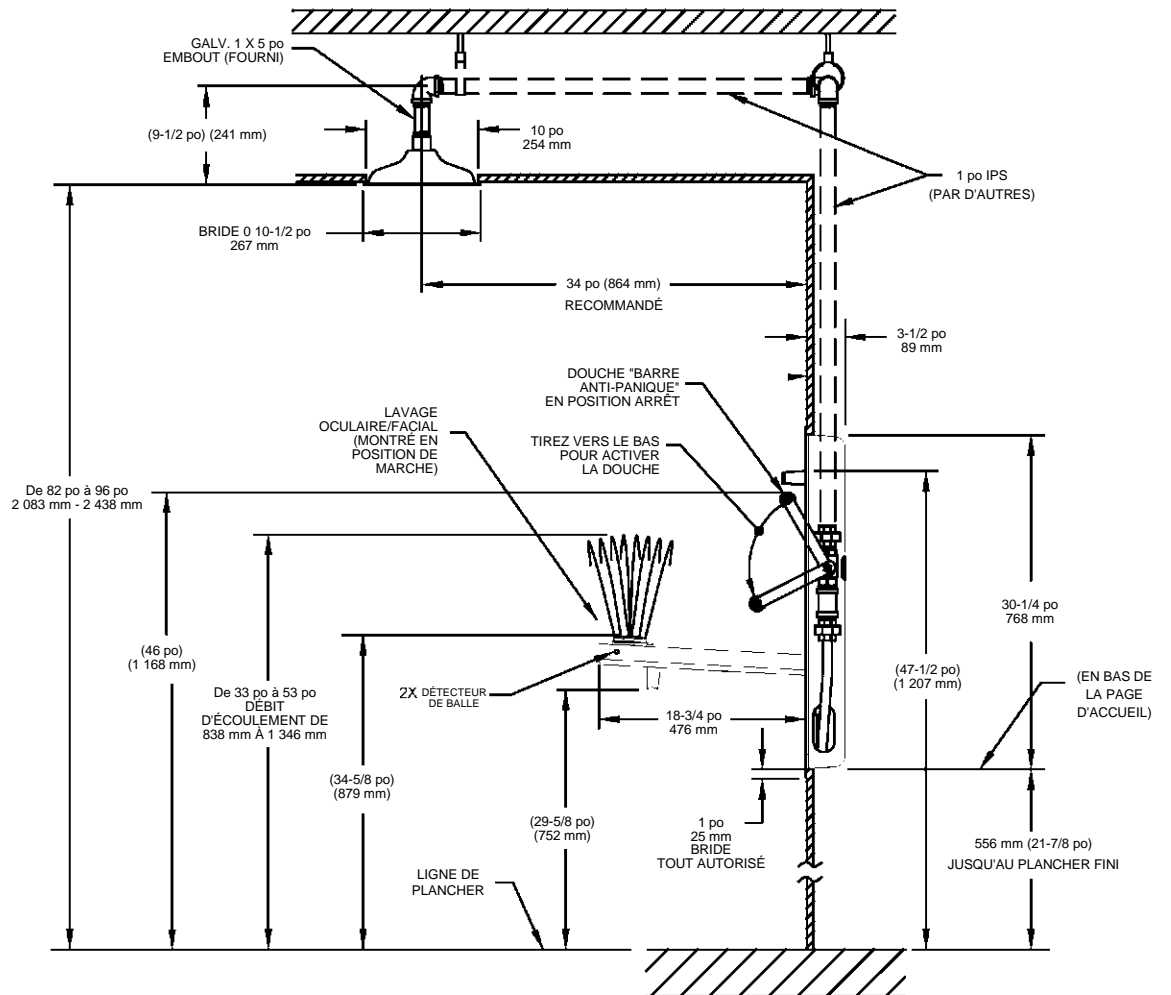 GALV. 1 X 5 po
EMBOUT (FOURNI)
(9-1/2 po) (241 mm)
10 po
254 mm
1 po IPS
(PAR D'AUTRES)
BRIDE 0 10-1/2 po
267 mm
34 po (864 mm)
RECOMMANDÉ
3-1/2 po
89 mm
DOUCHE "BARRE
ANTI-PANIQUE"
EN POSITION ARRÊT
LAVAGE
OCULAIRE/FACIAL
(MONTRÉ EN
POSITION DE
MARCHE)
TIREZ VERS LE BAS
POUR ACTIVER
LA DOUCHE
De 82 po à 96 po
2 083 mm - 2 438 mm
30-1/4 po
768 mm
(46 po)
(1 168 mm)
(47-1/2 po)
(1 207 mm)
(EN BAS DE
LA PAGE
D'ACCUEIL)
De 33 po à 53 po
DÉBIT
D'ÉCOULEMENT DE
838 mm À 1 346 mm
2X DÉTECTEUR
DE BALLE
18-3/4 po
476 mm
(34-5/8 po)
(879 mm)
(29-5/8 po)
(752 mm)
1 po
25 mm
BRIDE
TOUT AUTORISÉ
556 mm (21-7/8 po)
JUSQU'AU PLANCHER FINI
LIGNE DE
PLANCHER